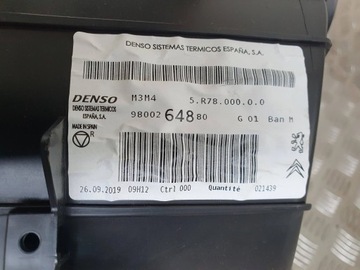 DENSO SISTEMAS TERMICOS ESPAÑA, S.A.
DENSO M3M4 5.R78.000.0.0
DENSO SISTEMAS TERMICOS
ESPAÑA, S.A.
MADE IN SPAIN
98002 648 80 G 01 Ban M
R
26.09.2019 09H12 Ctrl 000 Quantité 021439